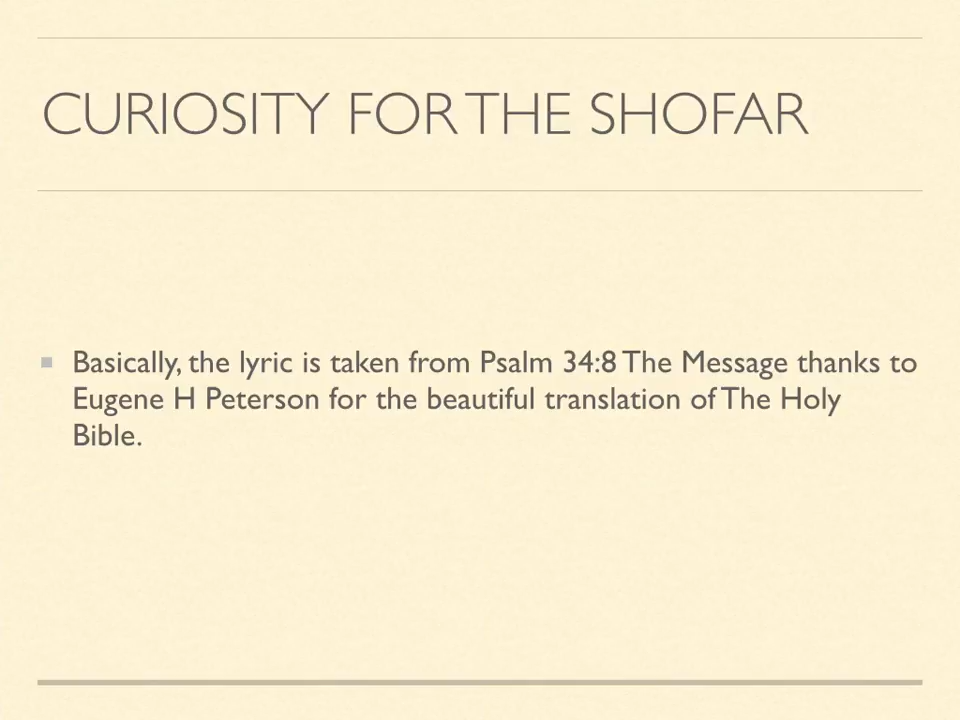 CURIOSITY FOR THE SHOFAR
Basically, the lyric is taken from Psalm 34:8 The Message thanks to
Eugene H Peterson for the beautiful translation of The Holy
Bible.